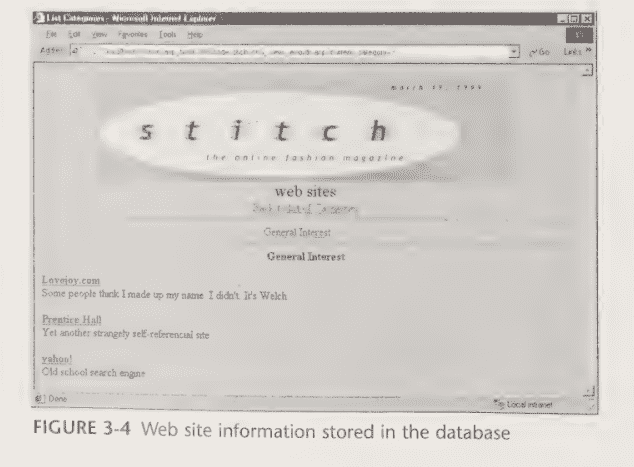 List Categories - Microsoft Internet Explorer
File Edit View Favorites Tools Help
Address
Go Links »
stitch
the online fashion magazine
web sites
General Interest
General Interest
Lovejoy.com
Some people think I made up my name. I didn't. It's Welch
Prentice Hall
Yet another strangely self-referencial site
yahoo!
Old school search engine
Done
Local intranet
FIGURE 3-4 Web site information stored in the database